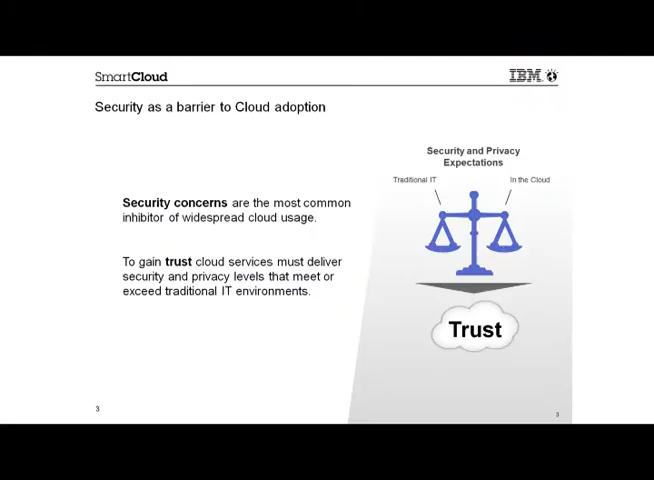 SmartCloud
IBM
Security as a barrier to Cloud adoption
Security concerns are the most common
inhibitor of widespread cloud usage.
To gain trust cloud services must deliver
security and privacy levels that meet or
exceed traditional IT environments.
Security and Privacy
Expectations
Traditional IT
In the Cloud
Trust
3
3